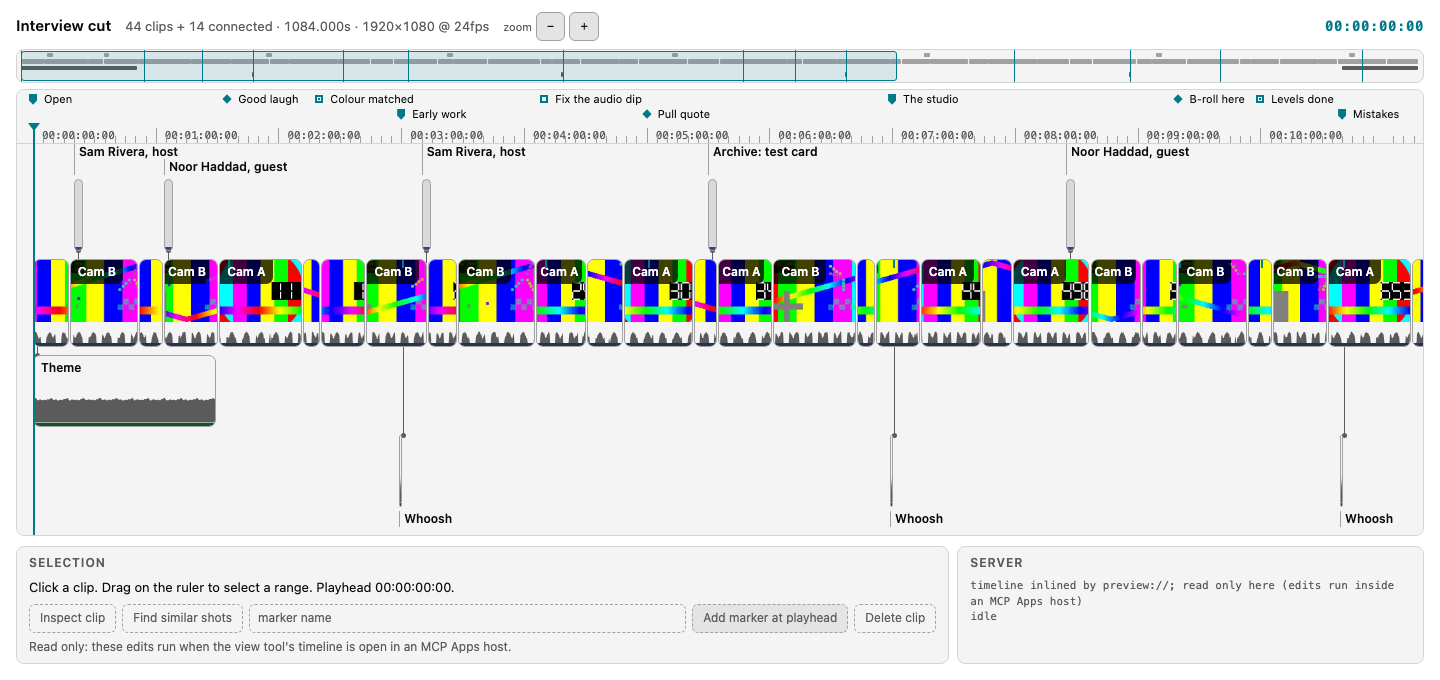 Interview cut 44 clips + 14 connected · 1084.000s · 1920×1080 @ 24fps zoom − + 00:00:00:00
Open Good laugh Colour matched Fix the audio dip The studio B-roll here Levels done
Early work Pull quote Mistakes
00:00:00:00 00:01:00:00 00:02:00:00 00:03:00:00 00:04:00:00 00:05:00:00 00:06:00:00 00:07:00:00 00:08:00:00 00:09:00:00 00:10:00:00
Sam Rivera, host Sam Rivera, host Archive: test card Noor Haddad, guest
Noor Haddad, guest
Cam B Cam B Cam A Cam B Cam B Cam A Cam A Cam A Cam B Cam A Cam A Cam B Cam B Cam B Cam A
Theme
Whoosh Whoosh Whoosh
SELECTION
Click a clip. Drag on the ruler to select a range. Playhead 00:00:00:00.
Inspect clip Find similar shots marker name Add marker at playhead Delete clip
Read only: these edits run when the view tool's timeline is open in an MCP Apps host.
SERVER
timeline inlined by preview://; read only here (edits run inside
an MCP Apps host)
idle